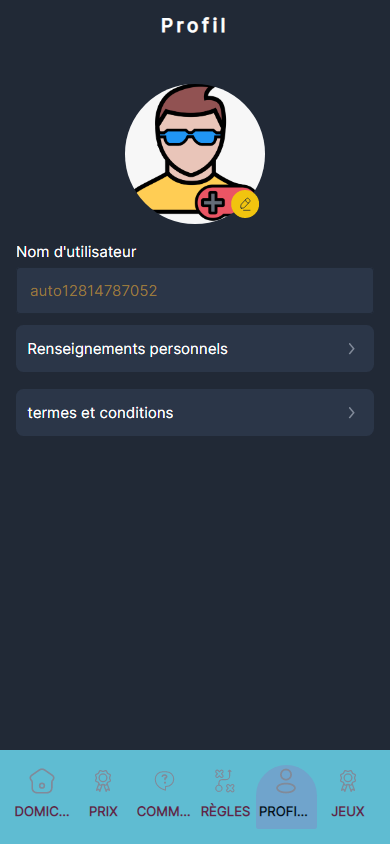 Profil
Nom d'utilisateur
auto12814787052
Renseignements personnels
termes et conditions
DOMIC... PRIX COMM... RÈGLES PROFI... JEUX